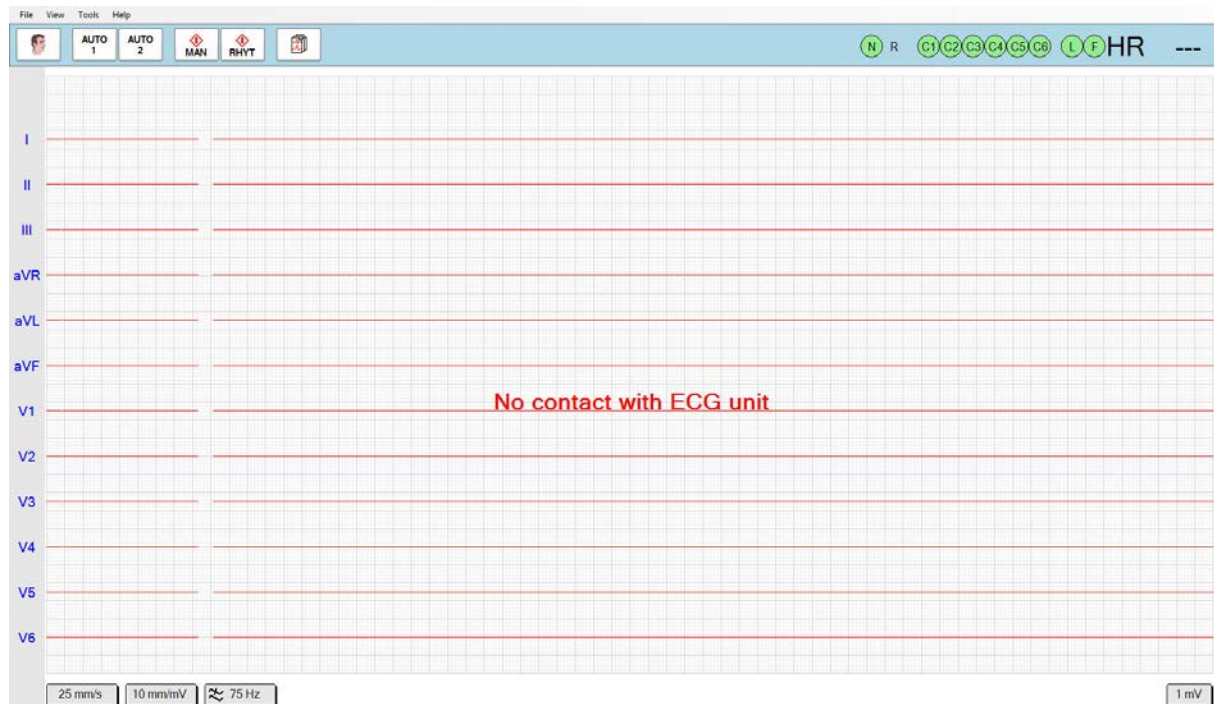 File View Tools Help
AUTO 1 AUTO 2 MAN RHYT N R C1 C2 C3 C4 C5 C6 L F HR ---
I
II
III
aVR
aVL
aVF
No contact with ECG unit
V1
V2
V3
V4
V5
V6
25 mm/s 10 mm/mV 75 Hz 1 mV